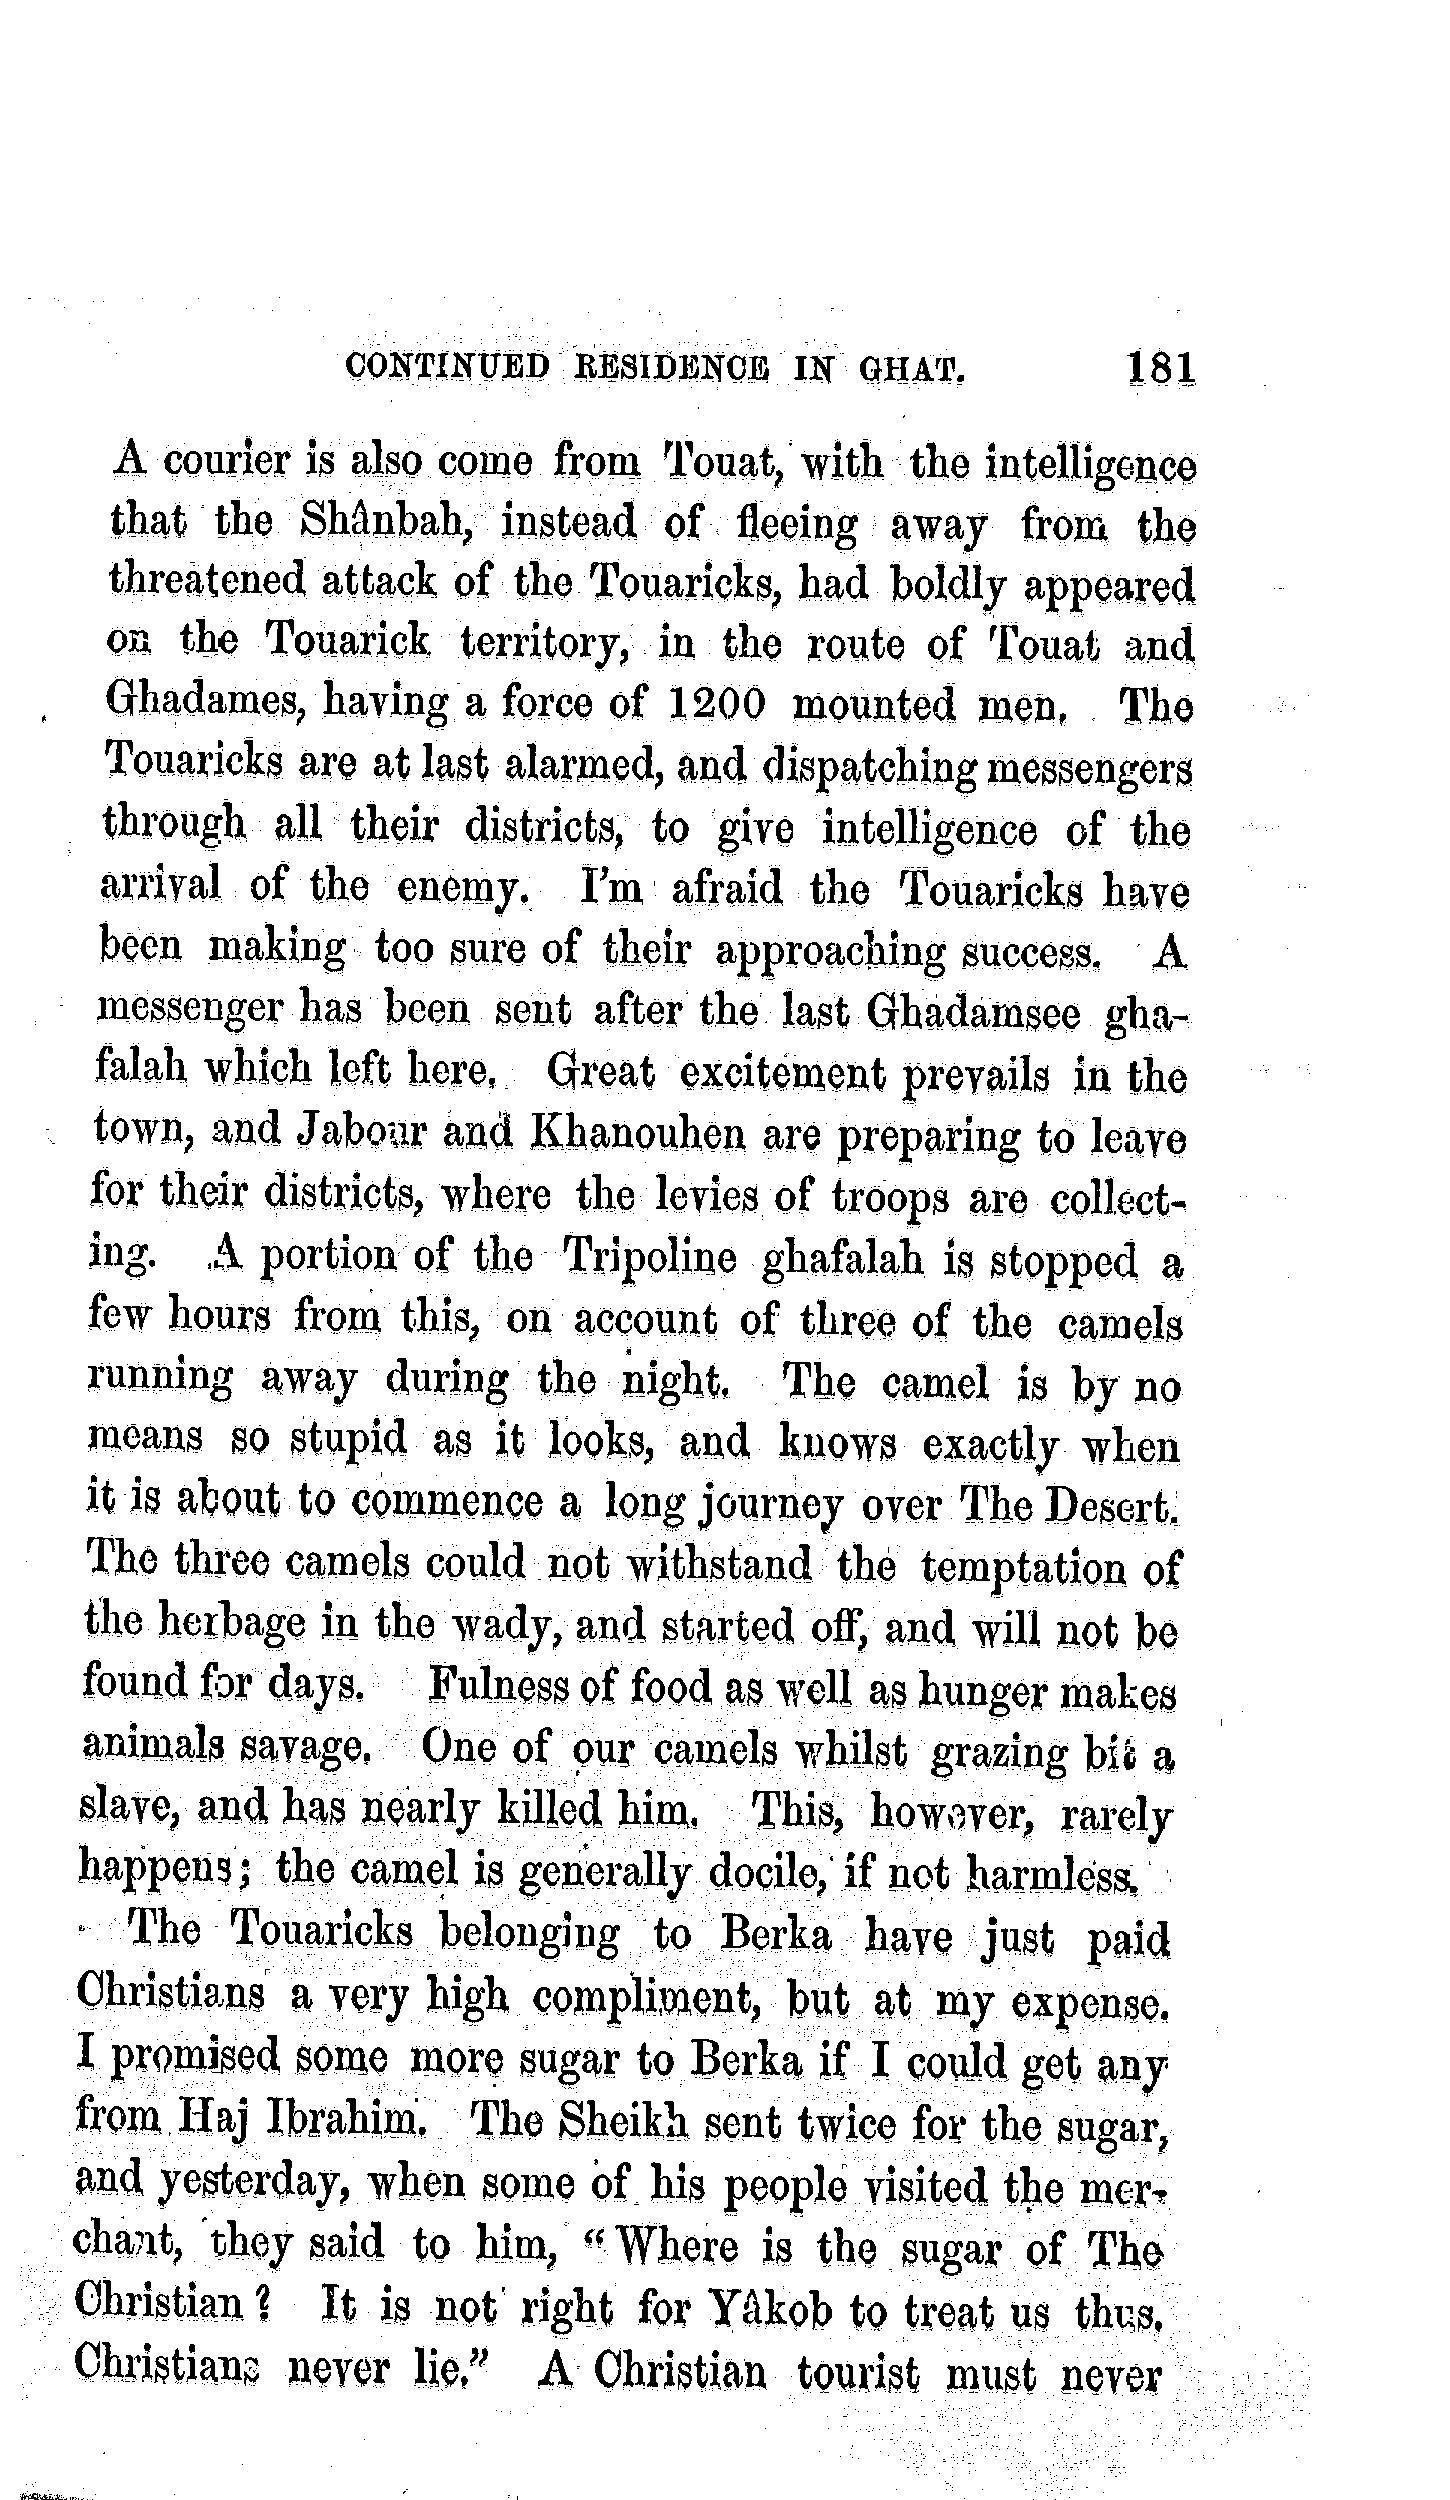 CONTINUED RESIDENCE IN GHAT. 181
A courier is also come from Touat, with the intelligence
that the Shânbah, instead of fleeing away from the
threatened attack of the Touaricks, had boldly appeared
on the Touarick territory, in the route of Touat and
Ghadames, having a force of 1200 mounted men. The
Touaricks are at last alarmed, and dispatching messengers
through all their districts, to give intelligence of the
arrival of the enemy. I'm afraid the Touaricks have
been making too sure of their approaching success. A
messenger has been sent after the last Ghadamsee gha-
falah which left here. Great excitement prevails in the
town, and Jabour and Khanouhen are preparing to leave
for their districts, where the levies of troops are collect-
ing. A portion of the Tripoline ghafalah is stopped a
few hours from this, on account of three of the camels
running away during the night. The camel is by no
means so stupid as it looks, and knows exactly when
it is about to commence a long journey over The Desert.
The three camels could not withstand the temptation of
the herbage in the wady, and started off, and will not be
found for days. Fulness of food as well as hunger makes
animals savage. One of our camels whilst grazing bit a
slave, and has nearly killed him. This, however, rarely
happens; the camel is generally docile, if not harmless.
The Touaricks belonging to Berka have just paid
Christians a very high compliment, but at my expense.
I promised some more sugar to Berka if I could get any
from Haj Ibrahim. The Sheikh sent twice for the sugar,
and yesterday, when some of his people visited the mer-
chant, they said to him, "Where is the sugar of The
Christian? It is not right for Yâkob to treat us thus.
Christians never lie." A Christian tourist must never